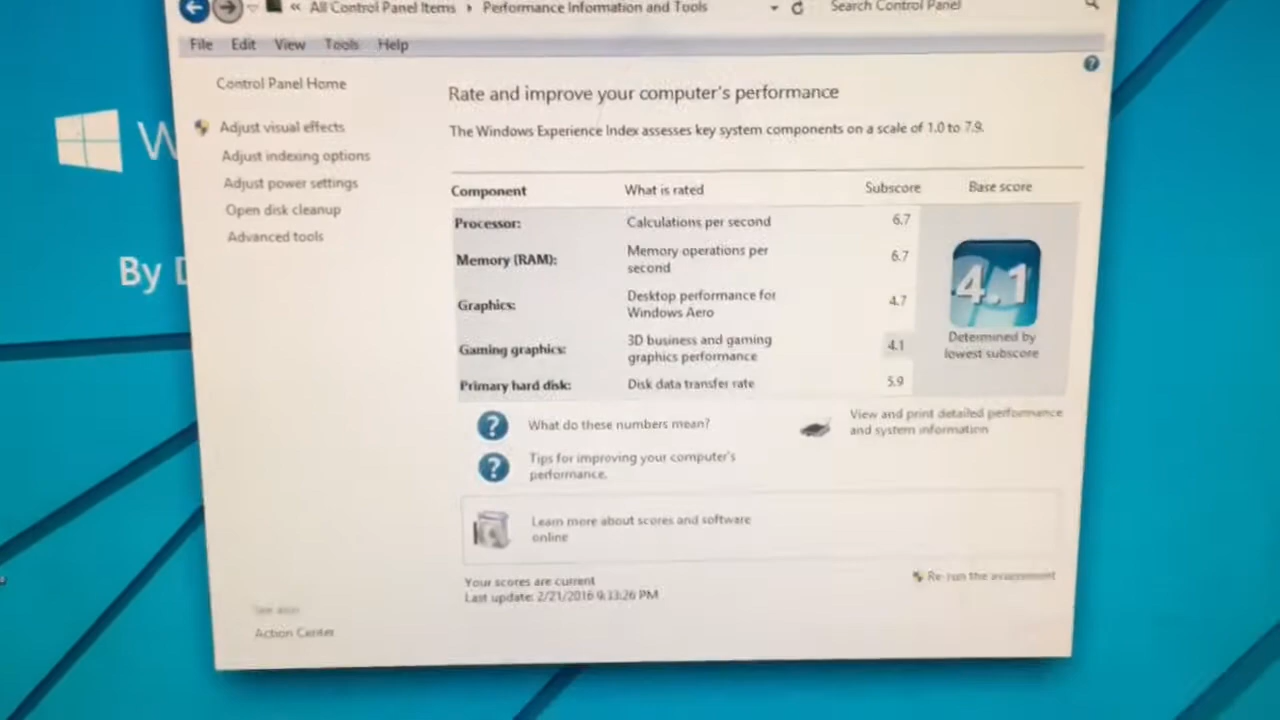 « All Control Panel Items ▸ Performance Information and Tools Search Control Panel
File Edit View Tools Help
Control Panel Home
Adjust visual effects
Adjust indexing options
Adjust power settings
Open disk cleanup
Advanced tools
W
By D
Rate and improve your computer's performance
The Windows Experience Index assesses key system components on a scale of 1.0 to 7.9.
Component What is rated Subscore Base score
Processor: Calculations per second 6.7
Memory (RAM): Memory operations per
second 6.7
Graphics: Desktop performance for
Windows Aero 4.7
Gaming graphics: 3D business and gaming
graphics performance 4.1
Primary hard disk: Disk data transfer rate 5.9
4.1
Determined by
lowest subscore
What do these numbers mean?
Tips for improving your computer's
performance.
View and print detailed performance
and system information
Learn more about scores and software
online
Your scores are current
Last update: 2/21/2016 9:13:26 PM
Re-run the assessment
See also
Action Center